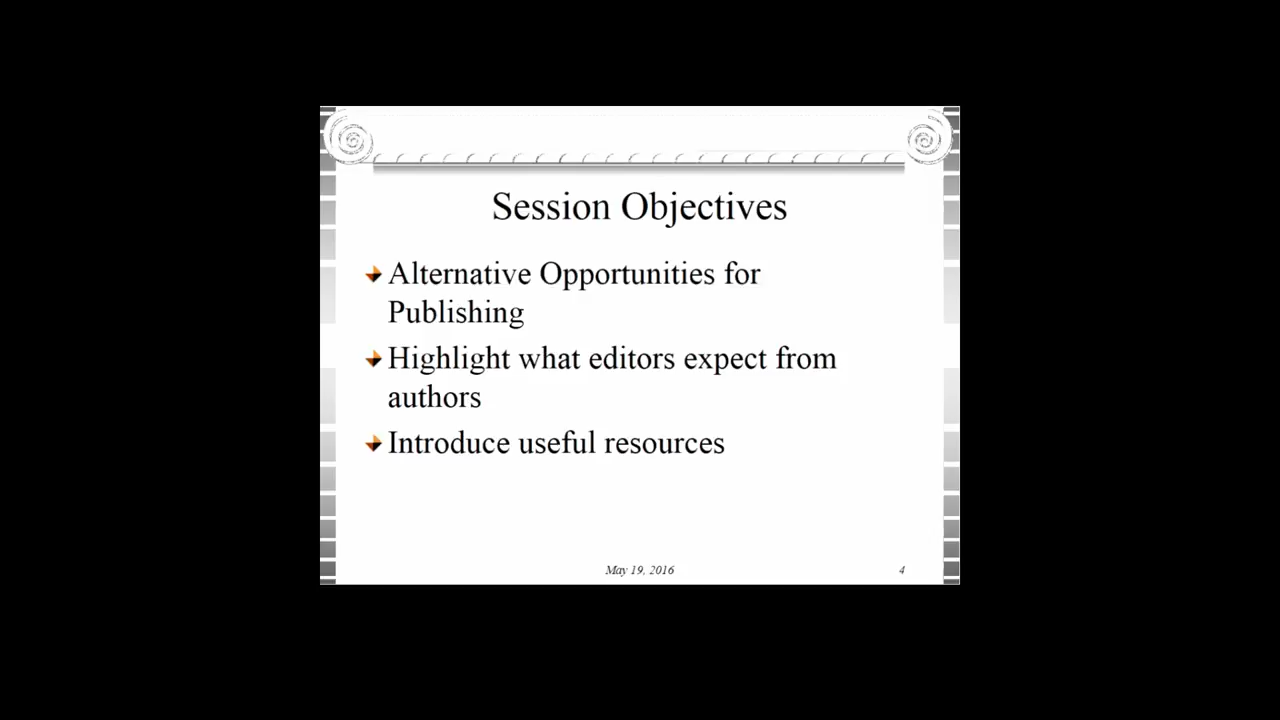 Session Objectives
Alternative Opportunities for
Publishing
Highlight what editors expect from
authors
Introduce useful resources
May 19, 2016
4